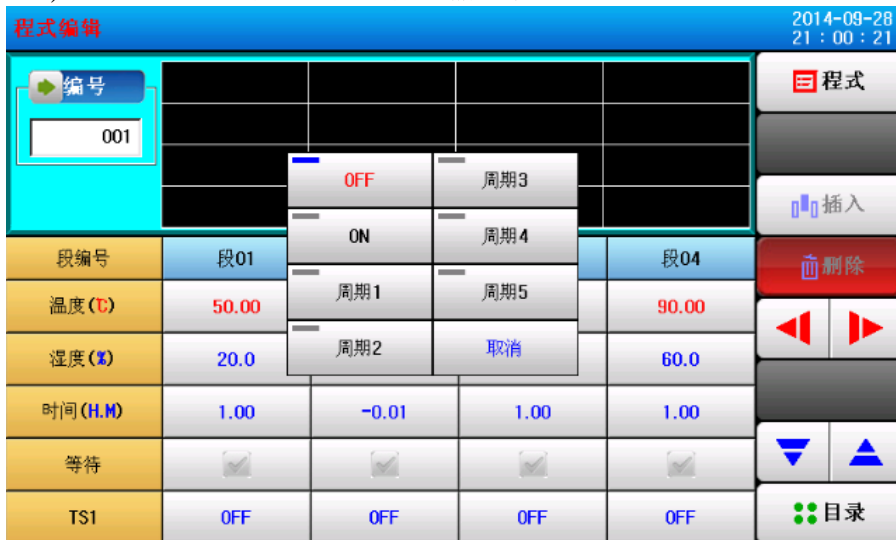 程式编辑
2014-09-28
21：00：21
编号
001
程式
插入
删除
OFF
周期3
ON
周期4
周期1
周期5
周期2
取消
段编号 段01 段04
温度(℃) 50.00 90.00
湿度(%) 20.0 60.0
时间(H.M) 1.00 -0.01 1.00 1.00
等待
TS1 OFF OFF OFF OFF
目录